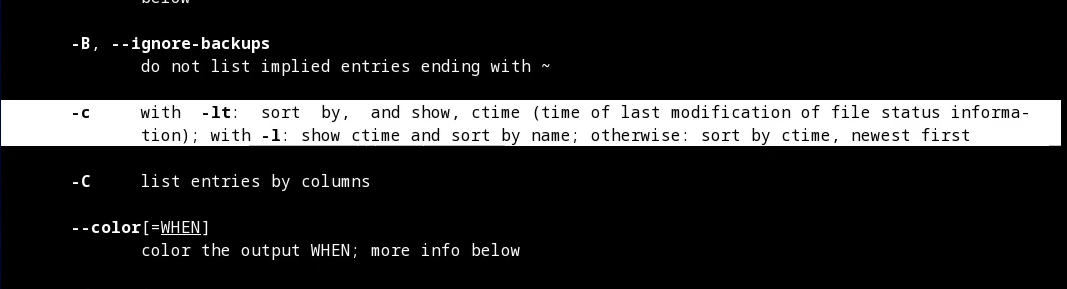 below
-B, --ignore-backups
do not list implied entries ending with ~
-c     with  -lt:  sort  by,  and show, ctime (time of last modification of file status informa-
tion); with -l: show ctime and sort by name; otherwise: sort by ctime, newest first
-C     list entries by columns
--color[=WHEN]
color the output WHEN; more info below